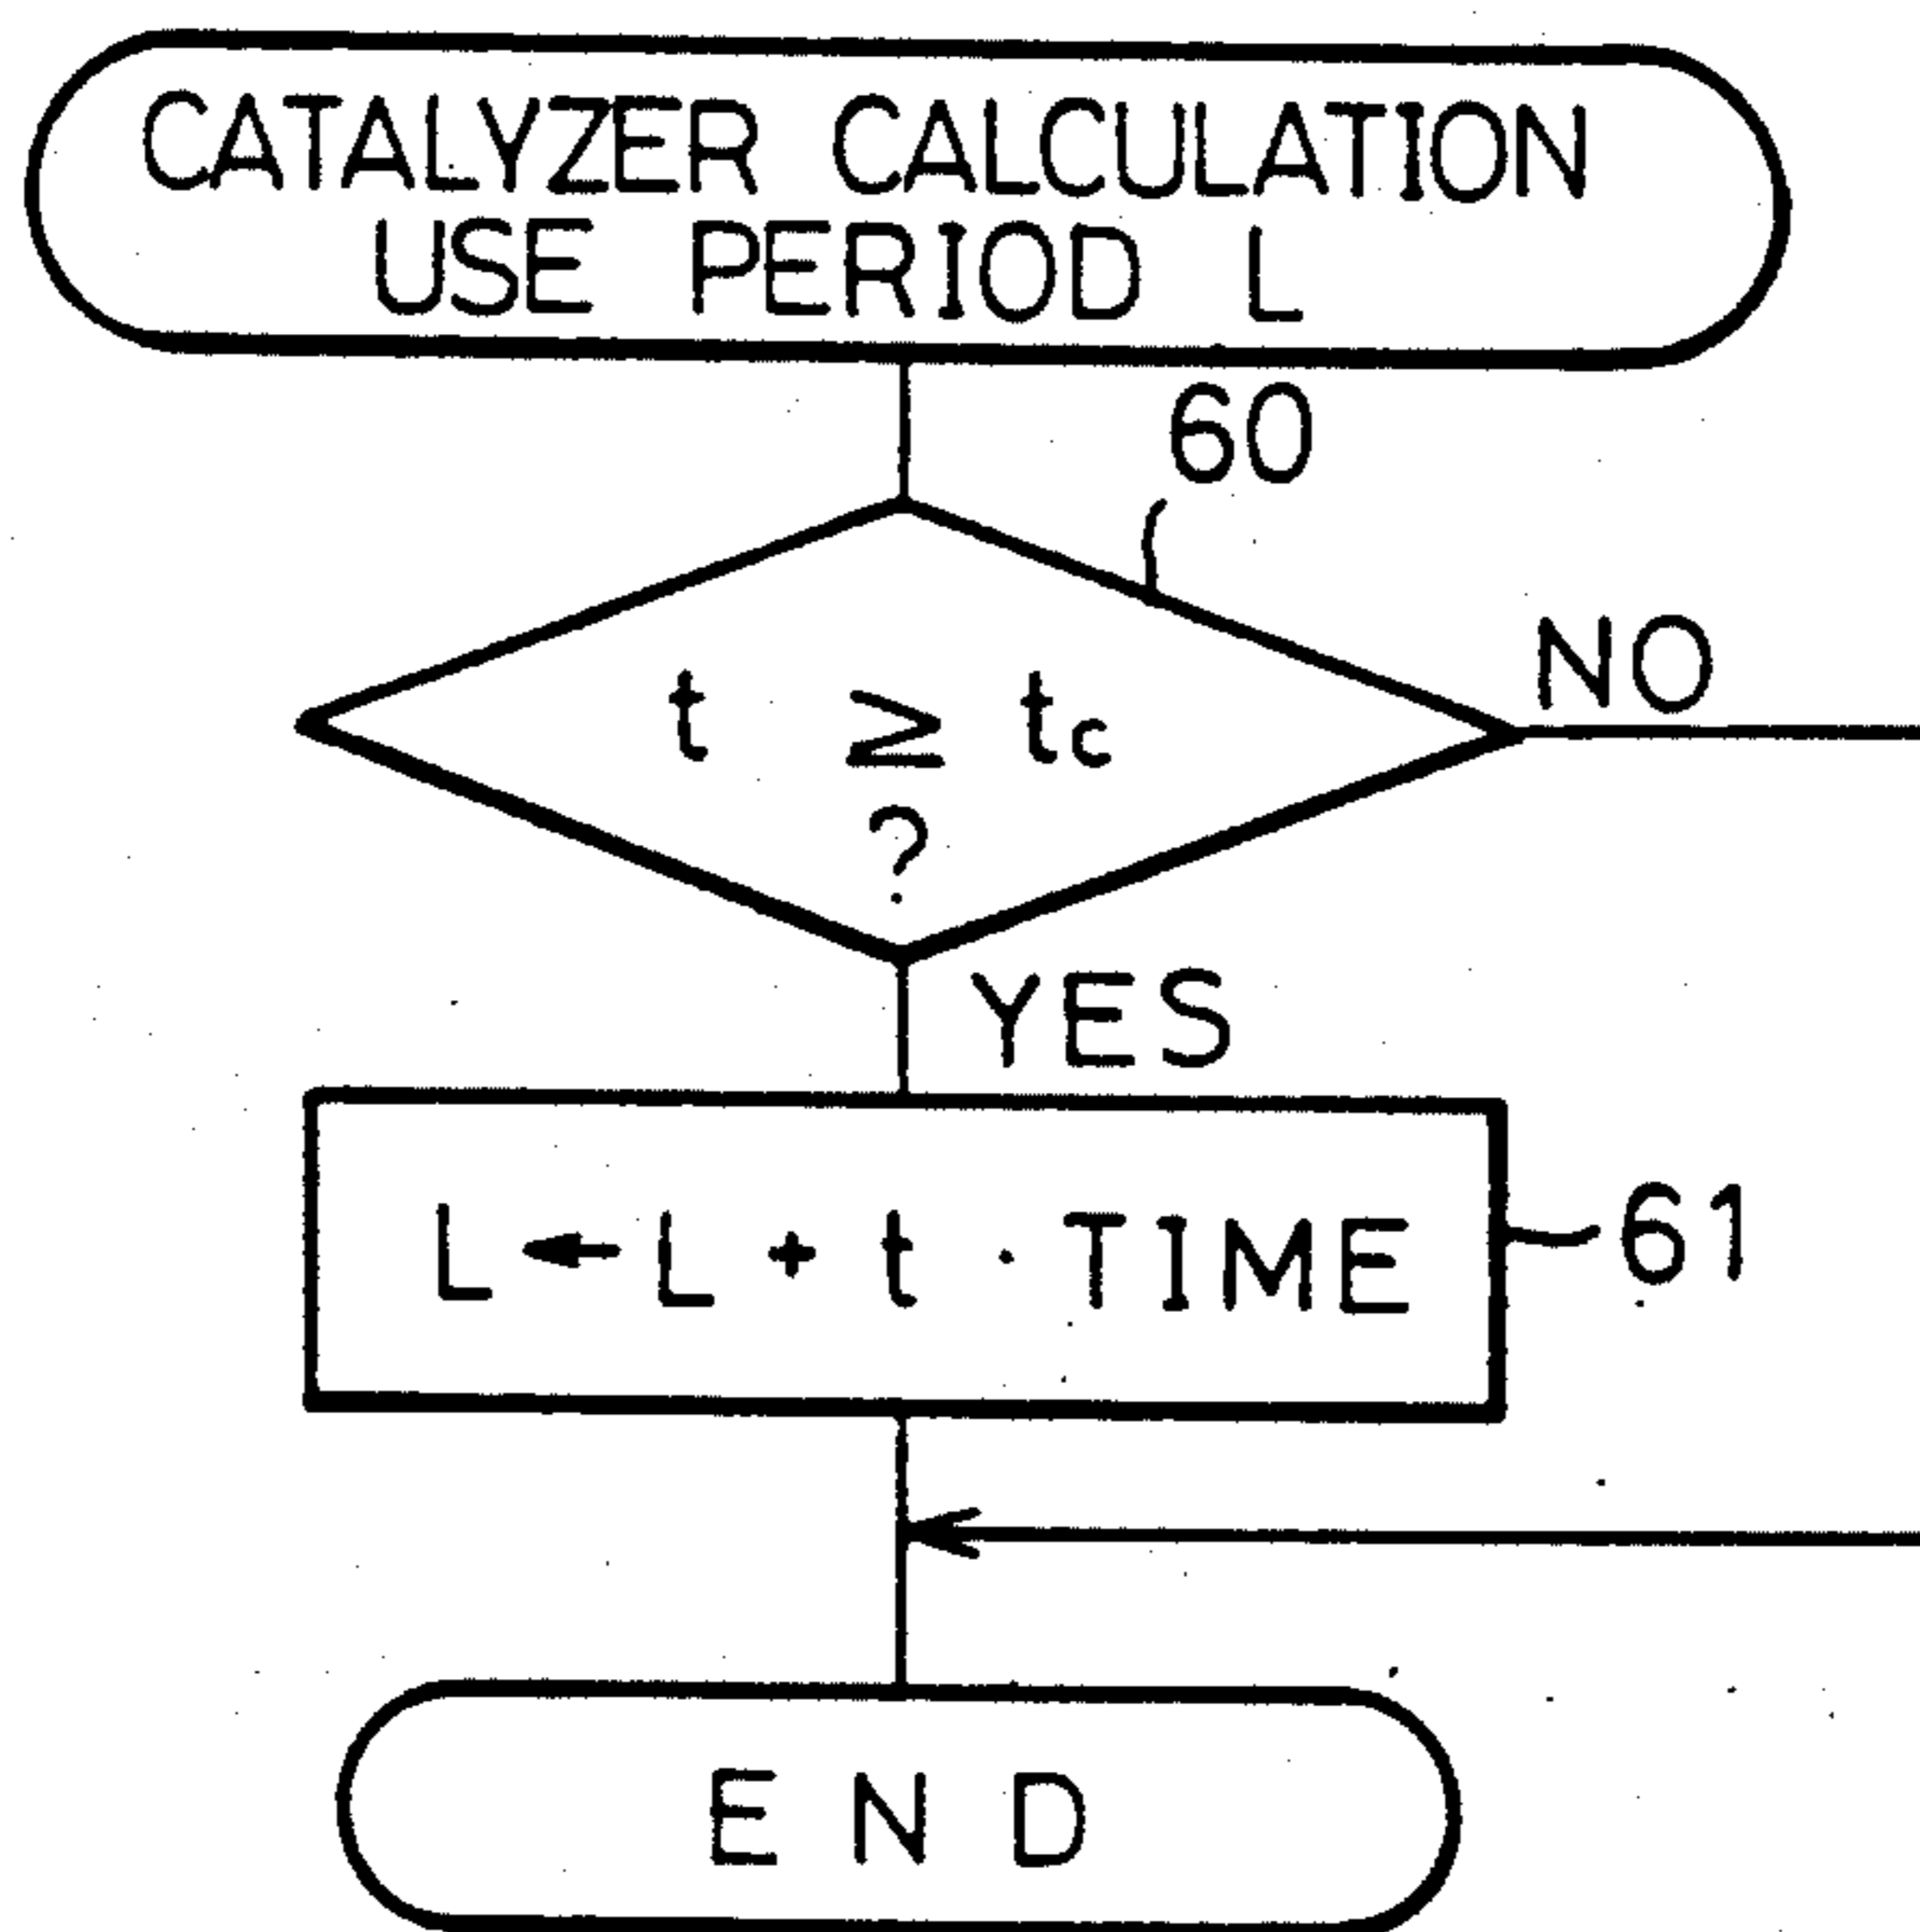 CATALYZER CALCULATION
USE PERIOD L
60
t ≥ tc
?
NO
YES
L ← L + t · TIME
61
END